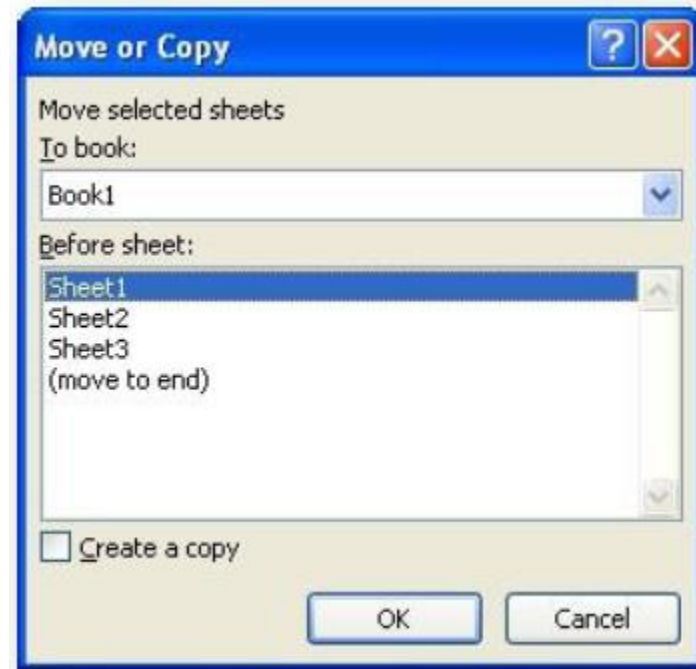 Move or Copy
Move selected sheets
To book:
Book1
Before sheet:
Sheet1
Sheet2
Sheet3
(move to end)
Create a copy
OK Cancel